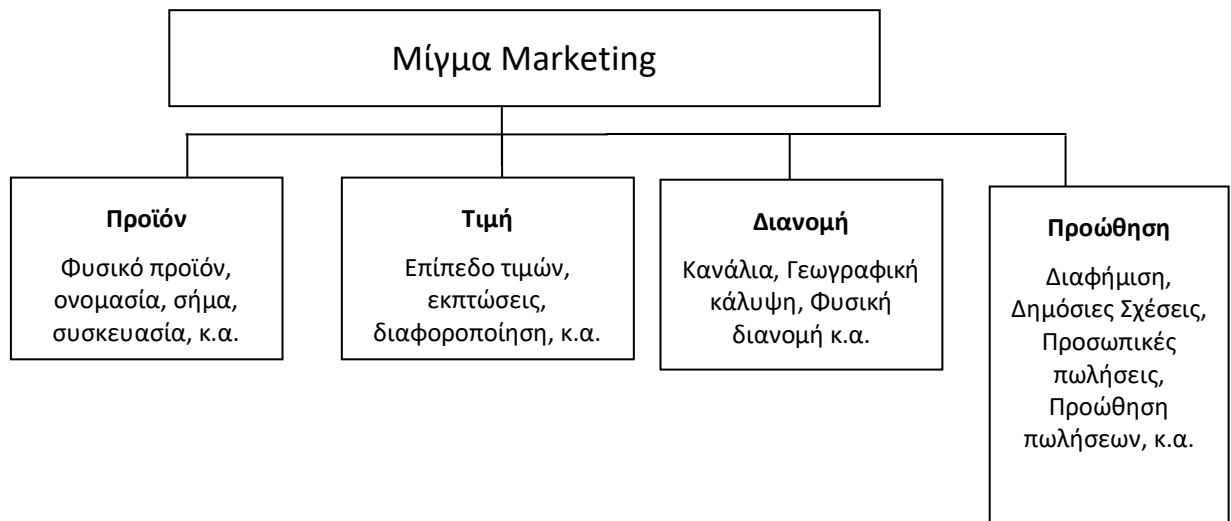 Μίγμα Marketing
Προϊόν
Φυσικό προϊόν,
ονομασία, σήμα,
συσκευασία, κ.α.
Τιμή
Επίπεδο τιμών,
εκπτώσεις,
διαφοροποίηση, κ.α.
Διανομή
Κανάλια, Γεωγραφική
κάλυψη, Φυσική
διανομή κ.α.
Προώθηση
Διαφήμιση,
Δημόσιες Σχέσεις,
Προσωπικές
πωλήσεις,
Προώθηση
πωλήσεων, κ.α.